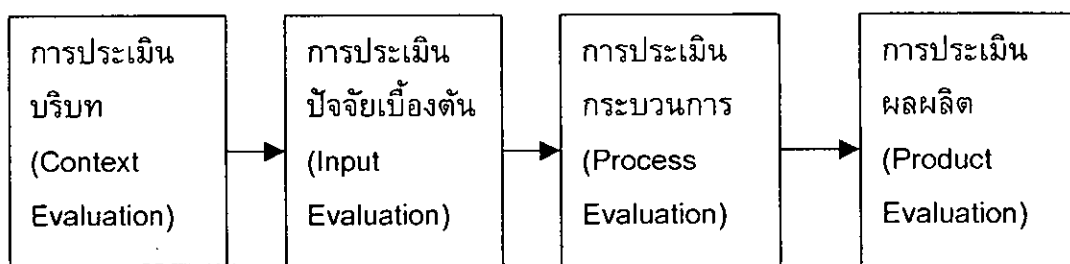 การประเมิน
บริบท
(Context
Evaluation)
การประเมิน
ปัจจัยเบื้องต้น
(Input
Evaluation)
การประเมิน
กระบวนการ
(Process
Evaluation)
การประเมิน
ผลผลิต
(Product
Evaluation)